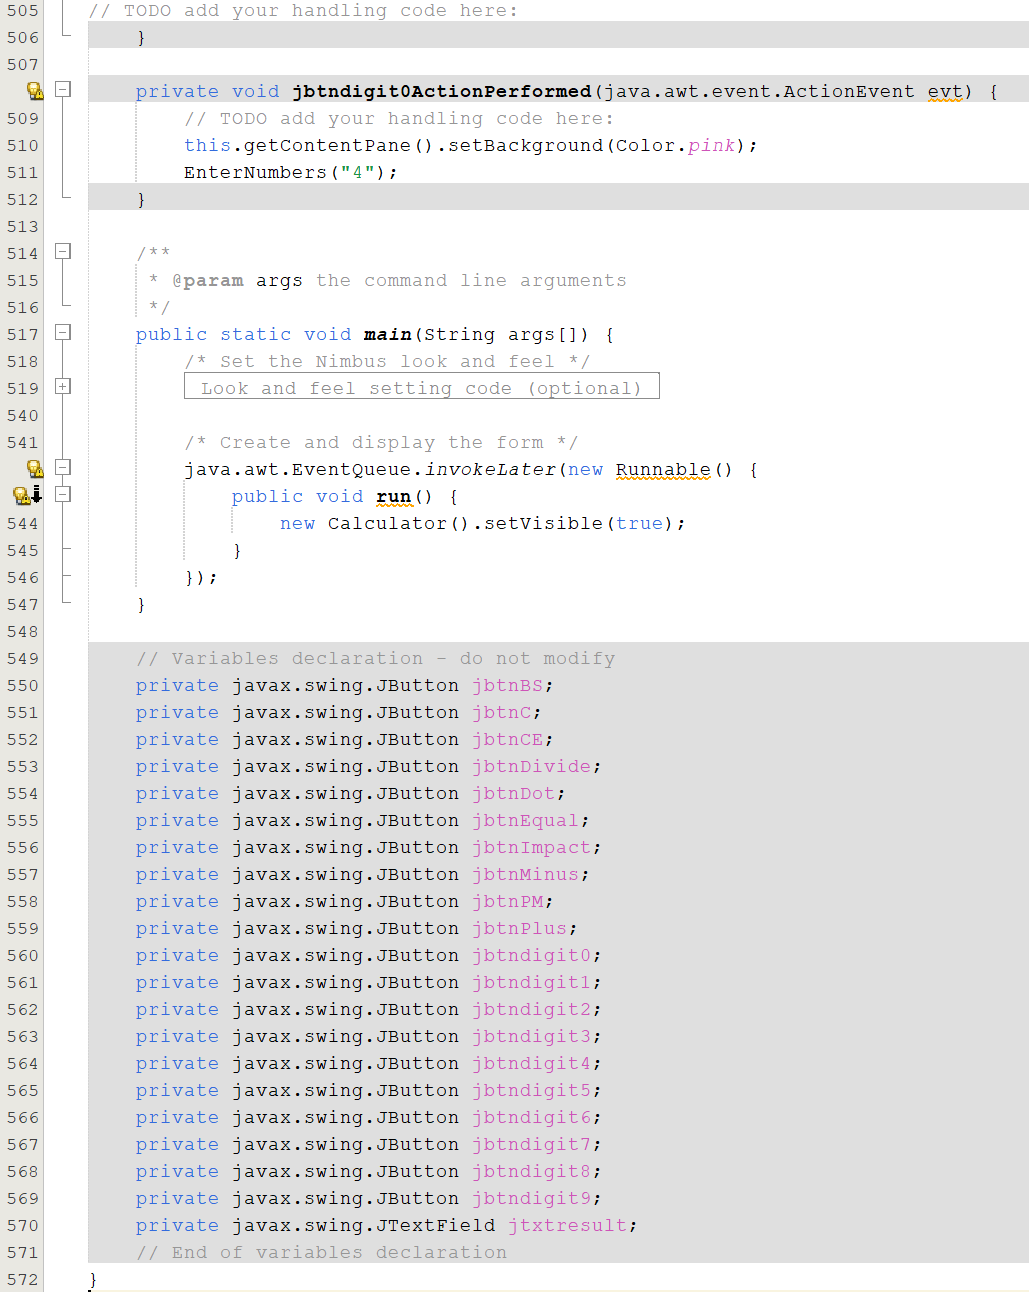 505 // TODO add your handling code here:
506     }
507
    private void jbtndigit0ActionPerformed(java.awt.event.ActionEvent evt) {
509         // TODO add your handling code here:
510         this.getContentPane().setBackground(Color.pink);
511         EnterNumbers("4");
512     }
513
514     /**
515      * @param args the command line arguments
516      */
517     public static void main(String args[]) {
518         /* Set the Nimbus look and feel */
519         Look and feel setting code (optional)
540
541         /* Create and display the form */
        java.awt.EventQueue.invokeLater(new Runnable() {
            public void run() {
544                 new Calculator().setVisible(true);
545             }
546         });
547     }
548
549     // Variables declaration - do not modify
550     private javax.swing.JButton jbtnBS;
551     private javax.swing.JButton jbtnC;
552     private javax.swing.JButton jbtnCE;
553     private javax.swing.JButton jbtnDivide;
554     private javax.swing.JButton jbtnDot;
555     private javax.swing.JButton jbtnEqual;
556     private javax.swing.JButton jbtnImpact;
557     private javax.swing.JButton jbtnMinus;
558     private javax.swing.JButton jbtnPM;
559     private javax.swing.JButton jbtnPlus;
560     private javax.swing.JButton jbtndigit0;
561     private javax.swing.JButton jbtndigit1;
562     private javax.swing.JButton jbtndigit2;
563     private javax.swing.JButton jbtndigit3;
564     private javax.swing.JButton jbtndigit4;
565     private javax.swing.JButton jbtndigit5;
566     private javax.swing.JButton jbtndigit6;
567     private javax.swing.JButton jbtndigit7;
568     private javax.swing.JButton jbtndigit8;
569     private javax.swing.JButton jbtndigit9;
570     private javax.swing.JTextField jtxtresult;
571     // End of variables declaration
572 }